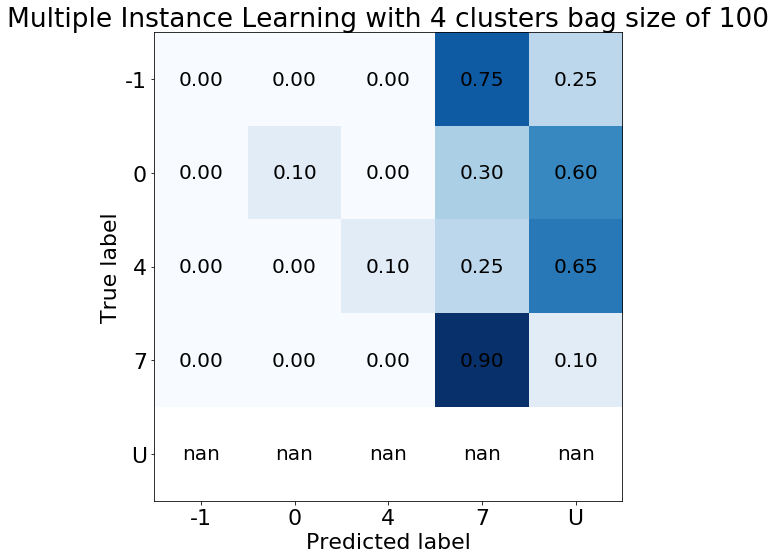 Multiple Instance Learning with 4 clusters bag size of 100
-1 0.00 0.00 0.00 0.75 0.25
0 0.00 0.10 0.00 0.30 0.60
4 0.00 0.00 0.10 0.25 0.65
7 0.00 0.00 0.00 0.90 0.10
U nan nan nan nan nan
-1 0 4 7 U
True label
Predicted label